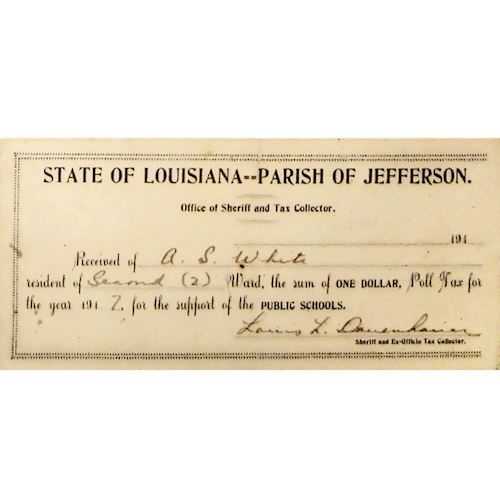 STATE OF LOUISIANA--PARISH OF JEFFERSON.
Office of Sheriff and Tax Collector.
191
Received of A. S. White
resident of Second (2) Ward, the sum of ONE DOLLAR, Poll Tax for
the year 191 7, for the support of the PUBLIC SCHOOLS.
Louis L.
Sheriff and Ex-Officio Tax Collector.